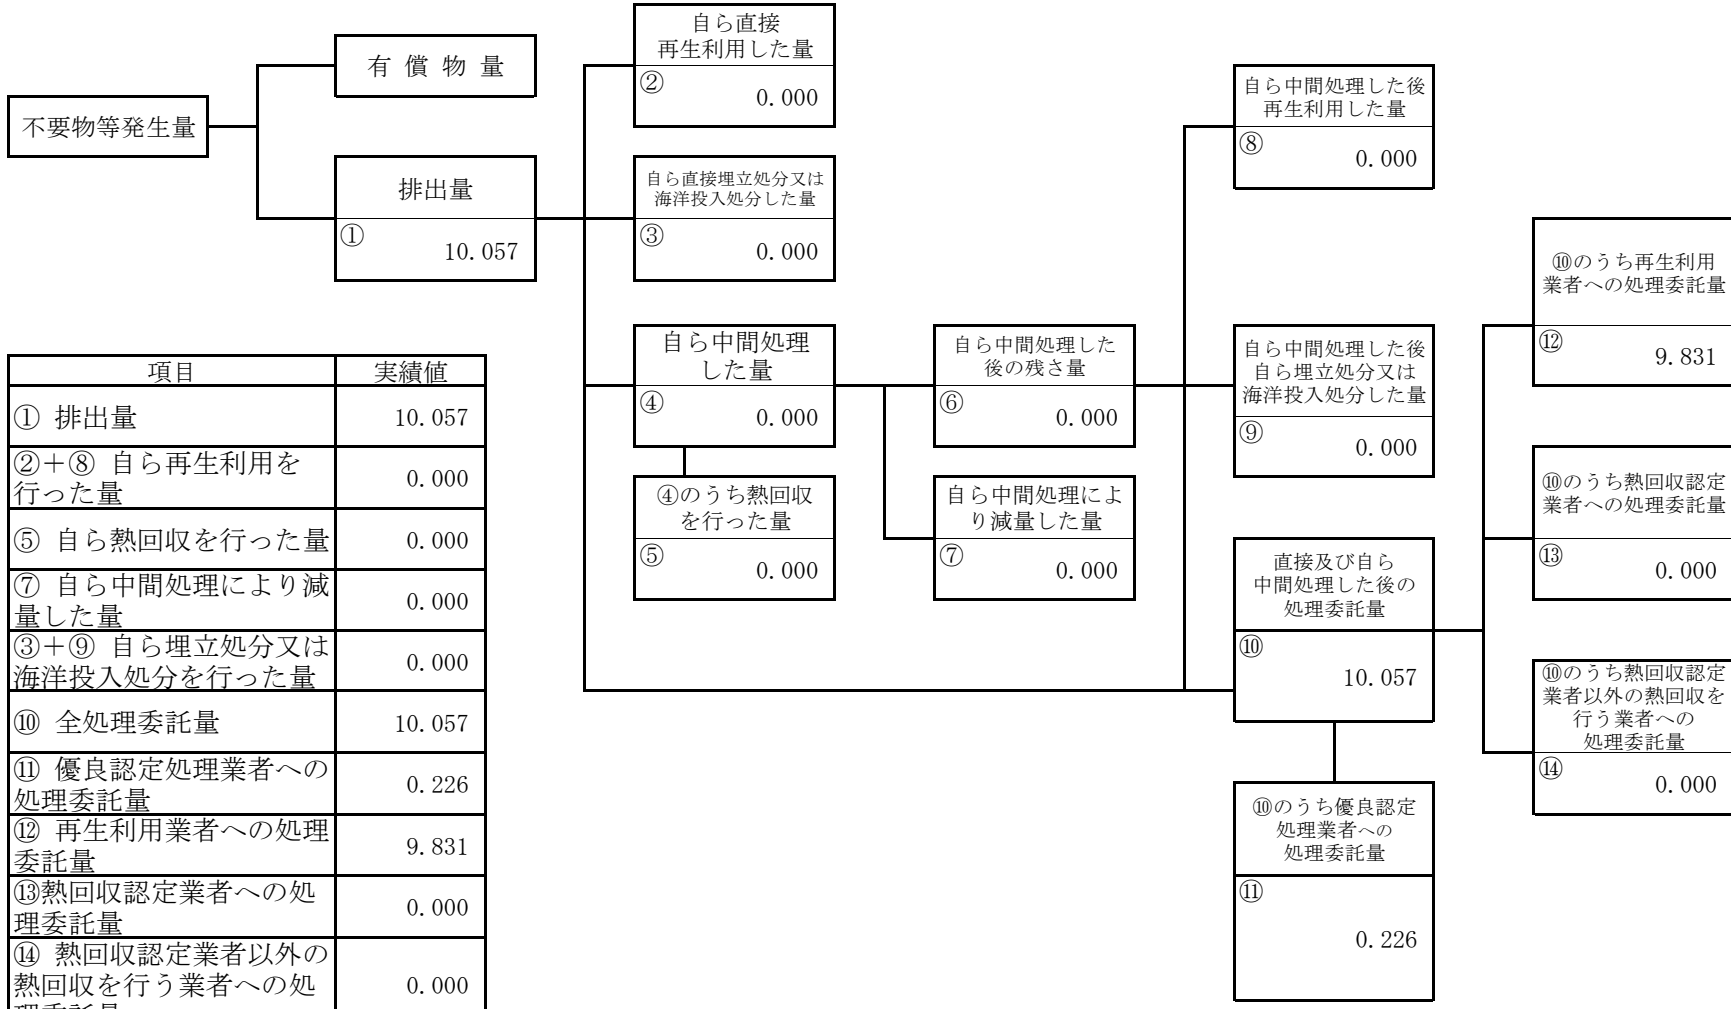 不要物等発生量
有 償 物 量
排出量
①
10.057
自ら直接
再生利用した量
②
0.000
自ら直接埋立処分又は
海洋投入処分した量
③
0.000
自ら中間処理
した量
④
0.000
④のうち熱回収
を行った量
⑤
0.000
自ら中間処理した
後の残さ量
⑥
0.000
自ら中間処理によ
り減量した量
⑦
0.000
自ら中間処理した後
再生利用した量
⑧
0.000
自ら中間処理した後
自ら埋立処分又は
海洋投入処分した量
⑨
0.000
直接及び自ら
中間処理した後の
処理委託量
⑩
10.057
⑩のうち優良認定
処理業者への
処理委託量
⑪
0.226
⑩のうち再生利用
業者への処理委託量
⑫
9.831
⑩のうち熱回収認定
業者への処理委託量
⑬
0.000
⑩のうち熱回収認定
業者以外の熱回収を
行う業者への
処理委託量
⑭
0.000
項目 実績値
① 排出量 10.057
②+⑧ 自ら再生利用を
行った量 0.000
⑤ 自ら熱回収を行った量 0.000
⑦ 自ら中間処理により減
量した量 0.000
③+⑨ 自ら埋立処分又は
海洋投入処分を行った量 0.000
⑩ 全処理委託量 10.057
⑪ 優良認定処理業者への
処理委託量 0.226
⑫ 再生利用業者への処理
委託量 9.831
⑬熱回収認定業者への処
理委託量 0.000
⑭ 熱回収認定業者以外の
熱回収を行う業者への処 0.000